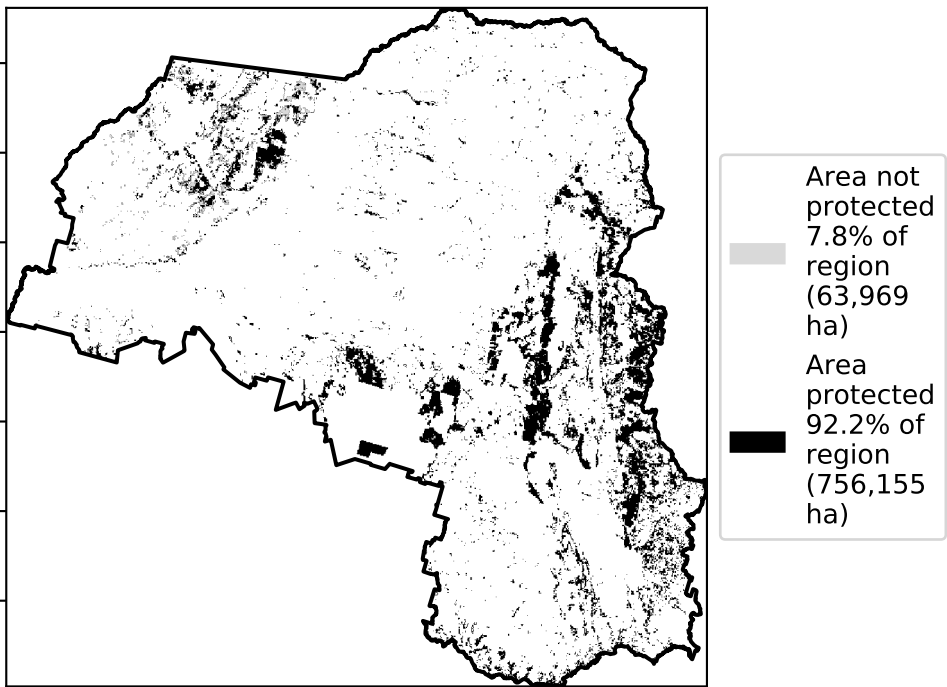 Area not
protected
7.8% of
region
(63,969
ha)
Area
protected
92.2% of
region
(756,155
ha)